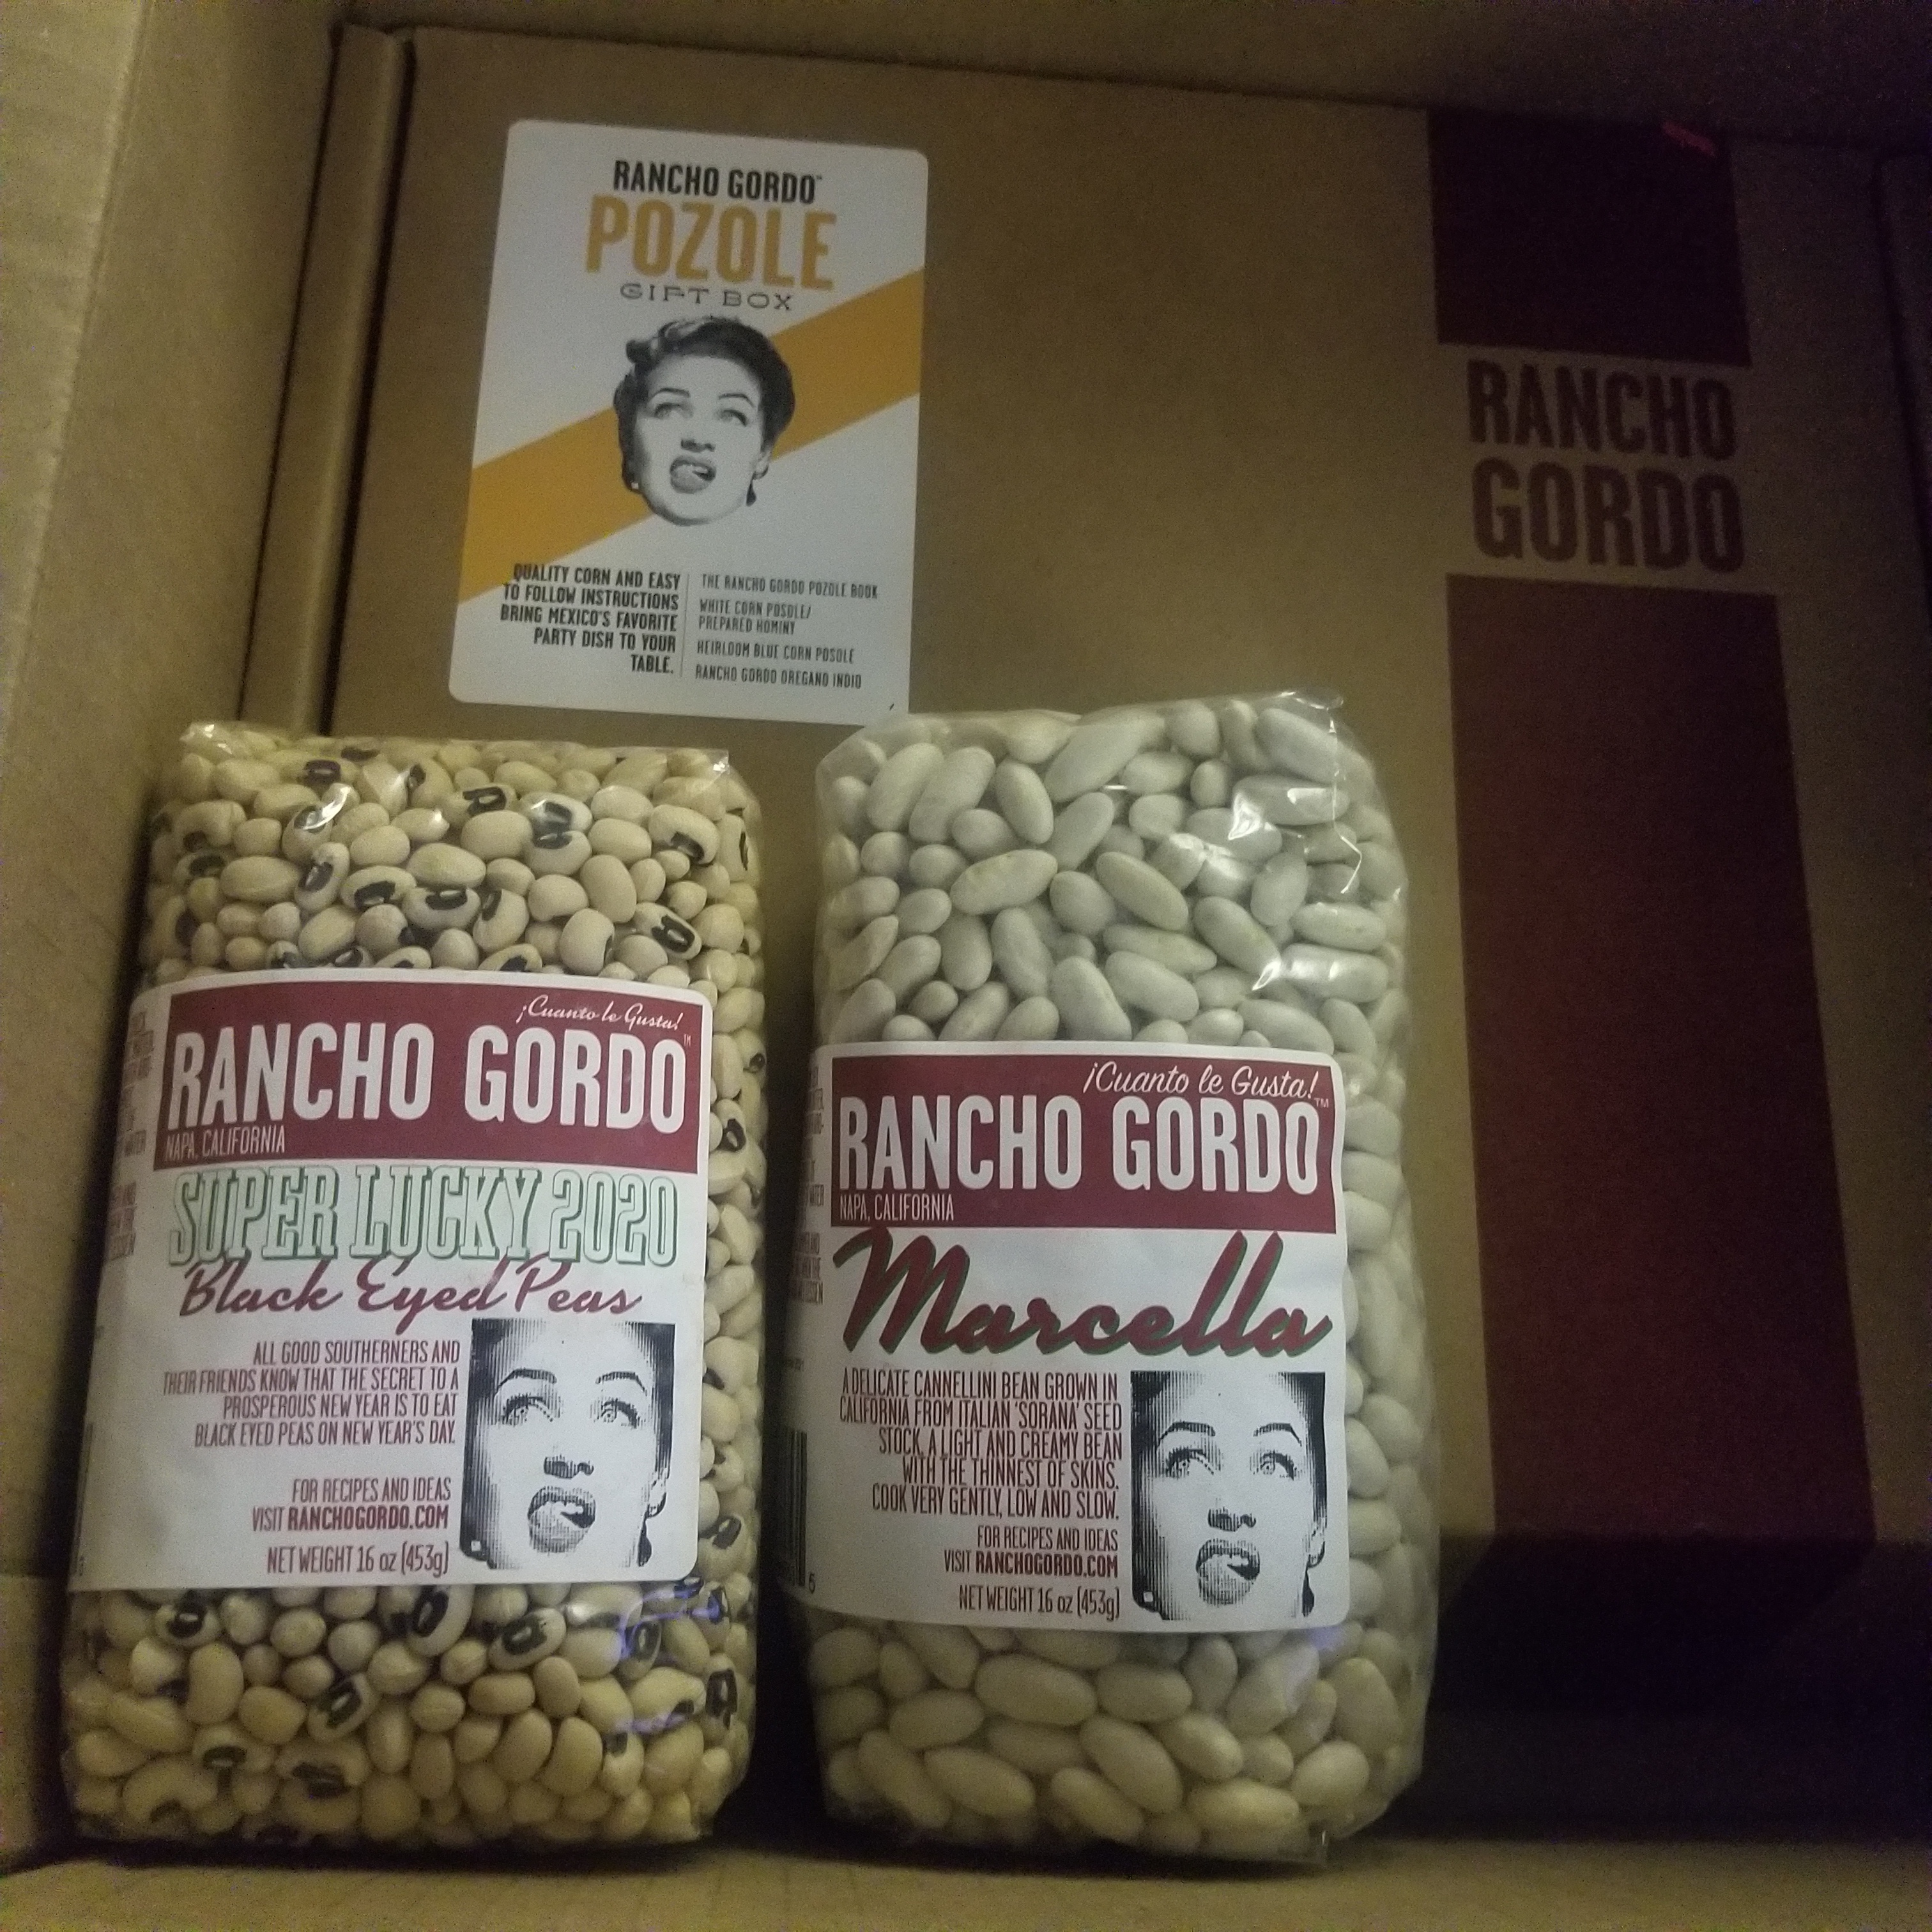 RANCHO GORDO™
POZOLE
GIFT BOX
QUALITY CORN AND EASY
TO FOLLOW INSTRUCTIONS
BRING MEXICO'S FAVORITE
PARTY DISH TO YOUR
TABLE.
THE RANCHO GORDO POZOLE BOOK
WHITE CORN POSOLE/
PREPARED HOMINY
HEIRLOOM BLUE CORN POSOLE
RANCHO GORDO OREGANO INDIO
RANCHO
GORDO
¡Cuanto le Gusta!
RANCHO GORDO™
NAPA, CALIFORNIA
SUPER LUCKY 2020
Black Eyed Peas
ALL GOOD SOUTHERNERS AND
THEIR FRIENDS KNOW THAT THE SECRET TO A
PROSPEROUS NEW YEAR IS TO EAT
BLACK EYED PEAS ON NEW YEAR'S DAY.
FOR RECIPES AND IDEAS
VISIT RANCHOGORDO.COM
NET WEIGHT 16 oz (453g)
¡Cuanto le Gusta!
RANCHO GORDO™
NAPA, CALIFORNIA
Marcella
A DELICATE CANNELLINI BEAN GROWN IN
CALIFORNIA FROM ITALIAN 'SORANA' SEED
STOCK. A LIGHT AND CREAMY BEAN
WITH THE THINNEST OF SKINS.
COOK VERY GENTLY, LOW AND SLOW.
FOR RECIPES AND IDEAS
VISIT RANCHOGORDO.COM
NET WEIGHT 16 oz (453g)
5